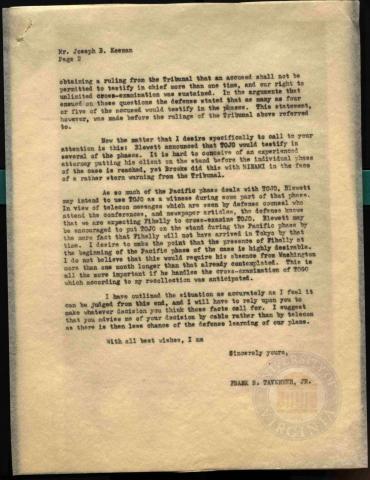 Mr. Joseph B. Keenan
Page 2
obtaining a ruling from the Tribunal that an accused shall not be
permitted to testify in chief more than one time, and our right to
unlimited cross-examination was sustained. In the arguments that
ensued on these questions the defense stated that as many as four
or five of the accused would testify in the phases. This statement,
however, was made before the rulings of the Tribunal above referred
to.
Now the matter that I desire specifically to call to your
attention is this: Blewett announced that TOJO would testify in
several of the phases. It is hard to conceive of an experienced
attorney putting his client on the stand before the individual phase
of the case is reached, yet Brooks did this with MINAMI in the face
of a rather stern warning from the Tribunal.
As so much of the Pacific phase deals with TOJO, Blewett
may intend to use TOJO as a witness during some part of that phase.
In view of telecon messages which are seen by defense counsel who
attend the conferences, and newspaper articles, the defense know
that we are expecting Fihelly to cross-examine TOJO. Blewett may
be encouraged to put TOJO on the stand during the Pacific phase by
the mere fact that Fihelly will not have arrived in Tokyo by that
time. I desire to make the point that the presence of Fihelly at
the beginning of the Pacific phase of the case is highly desirable.
I do not believe that this would require his absence from Washington
more than one month longer than that already contemplated. This is
all the more important if he handles the cross-examination of TOGO
which according to my recollection was anticipated.
I have outlined the situation as accurately as I feel it
can be judged from this end, and I will have to rely upon you to
make whatever decision you think these facts call for. I suggest
that you advise me of your decision by cable rather than by telecon
as there is then less chance of the defense learning of our plans.
With all best wishes, I am
Sincerely yours,
FRANK S. TAVENNER, JR.
UNIVERSITY OF
VIRGINIA